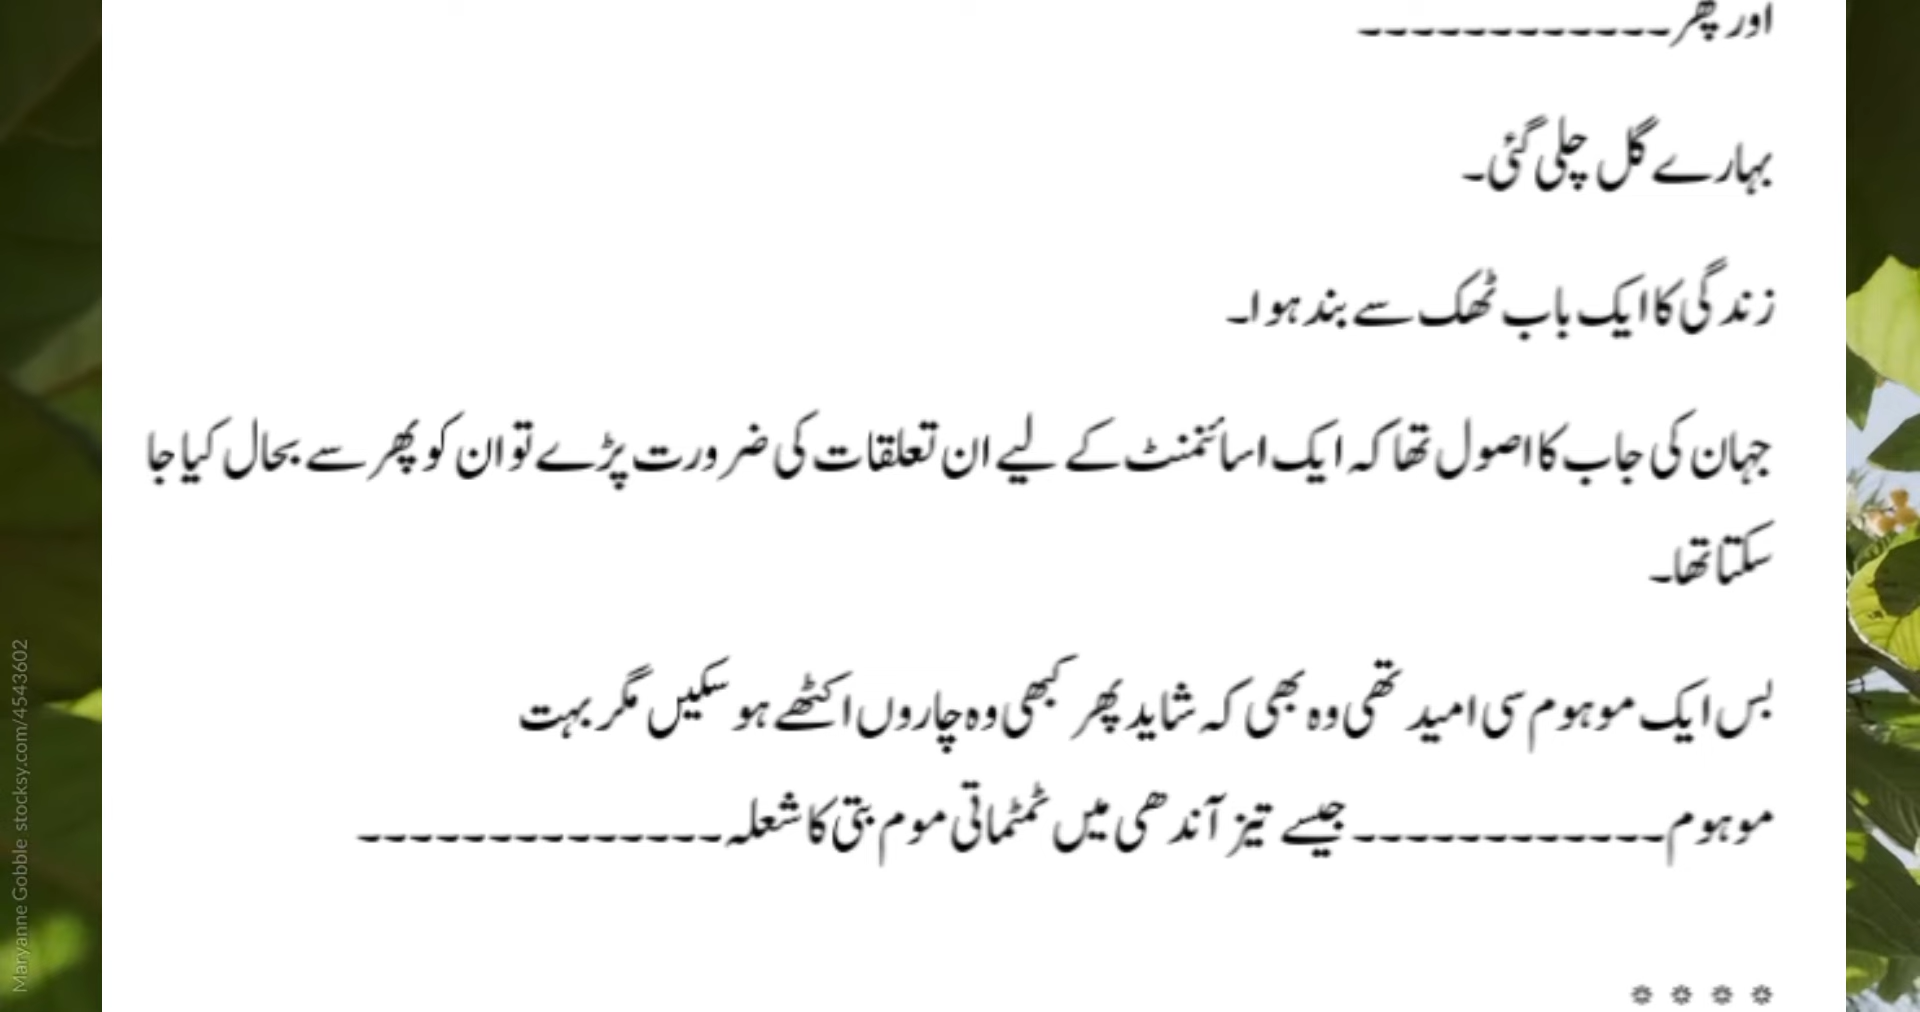 اور پھر۔۔۔۔۔۔۔۔۔۔۔۔
بہارے گل چلی گئی۔
زندگی کا ایک باب ٹھک سے بند ہوا۔
جہان کی جاب کا اصول تھا کہ ایک اسائنمنٹ کے لیے ان تعلقات کی ضرورت پڑے تو ان کو پھر سے بحال کیا جا
سکتا تھا۔
بس ایک موہوم سی امید تھی وہ بھی کہ شاید پھر کبھی وہ چاروں اکٹھے ہو سکیں مگر بہت
موہوم۔۔۔۔۔۔۔۔۔۔۔۔ جیسے تیز آندھی میں ٹمٹماتی موم بتی کا شعلہ۔۔۔۔۔۔۔۔۔۔۔۔۔۔
* * * *
Maryanne Gobble stocksy.com/4543602